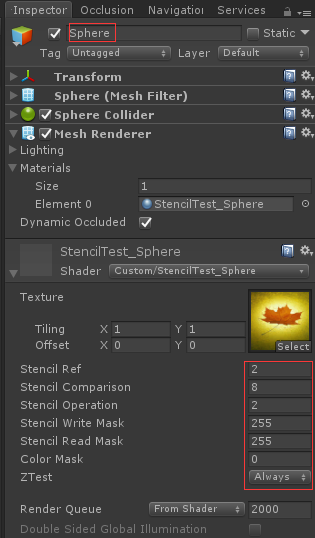 Inspector Occlusion Navigation Services
Sphere Static
Tag Untagged Layer Default
Transform
Sphere (Mesh Filter)
Sphere Collider
Mesh Renderer
Lighting
Materials
Size 1
Element 0 StencilTest_Sphere
Dynamic Occluded
StencilTest_Sphere
Shader Custom/StencilTest_Sphere
Texture
Tiling X 1 Y 1
Offset X 0 Y 0
Select
Stencil Ref 2
Stencil Comparison 8
Stencil Operation 2
Stencil Write Mask 255
Stencil Read Mask 255
Color Mask 0
ZTest Always
Render Queue From Shader 2000
Double Sided Global Illumination